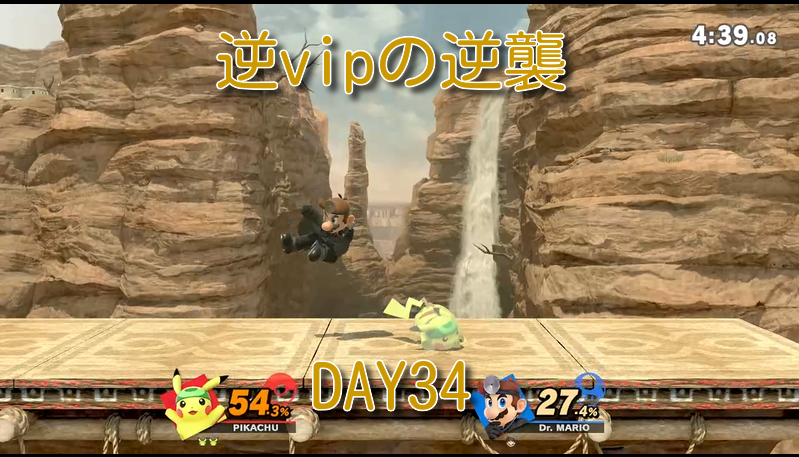 4:39.08
逆vipの逆襲
DAY34
54.3%
PIKACHU
27.4%
Dr. MARIO